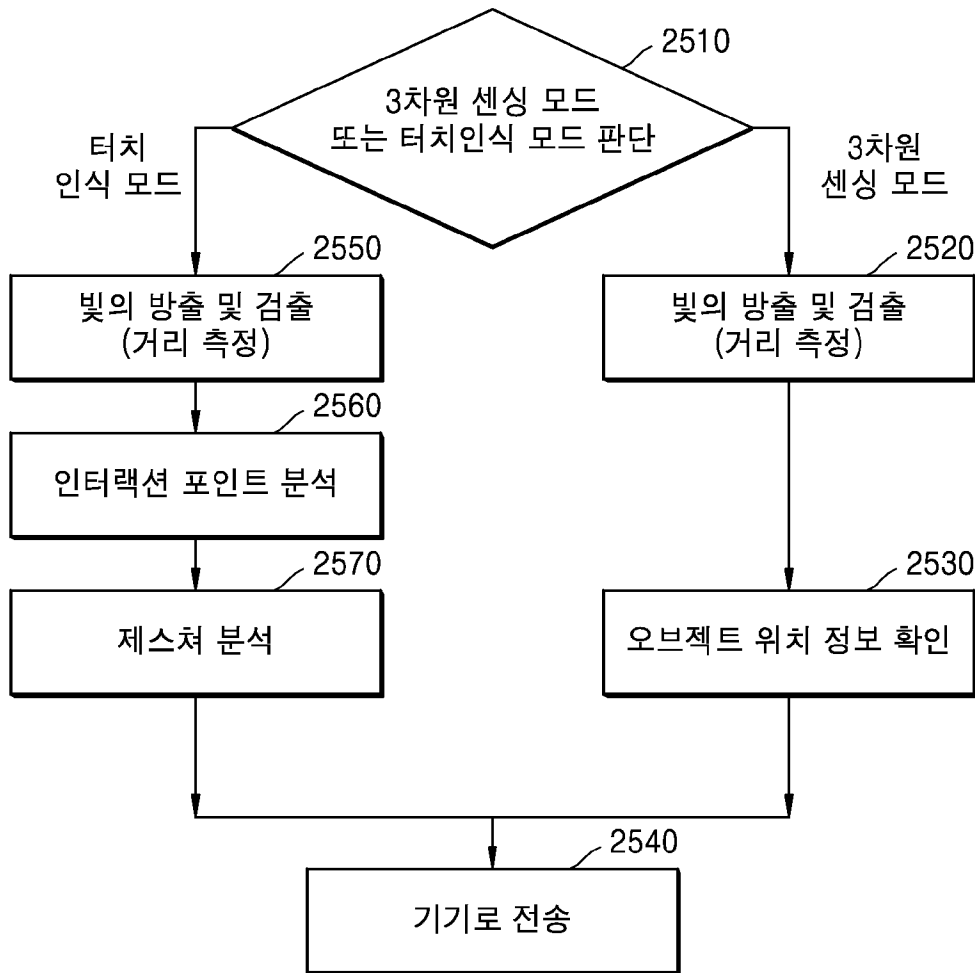 2510
3차원 센싱 모드
또는 터치인식 모드 판단
터치
인식 모드
3차원
센싱 모드
2550
빛의 방출 및 검출
(거리 측정)
2520
빛의 방출 및 검출
(거리 측정)
2560
인터랙션 포인트 분석
2570
제스쳐 분석
2530
오브젝트 위치 정보 확인
2540
기기로 전송